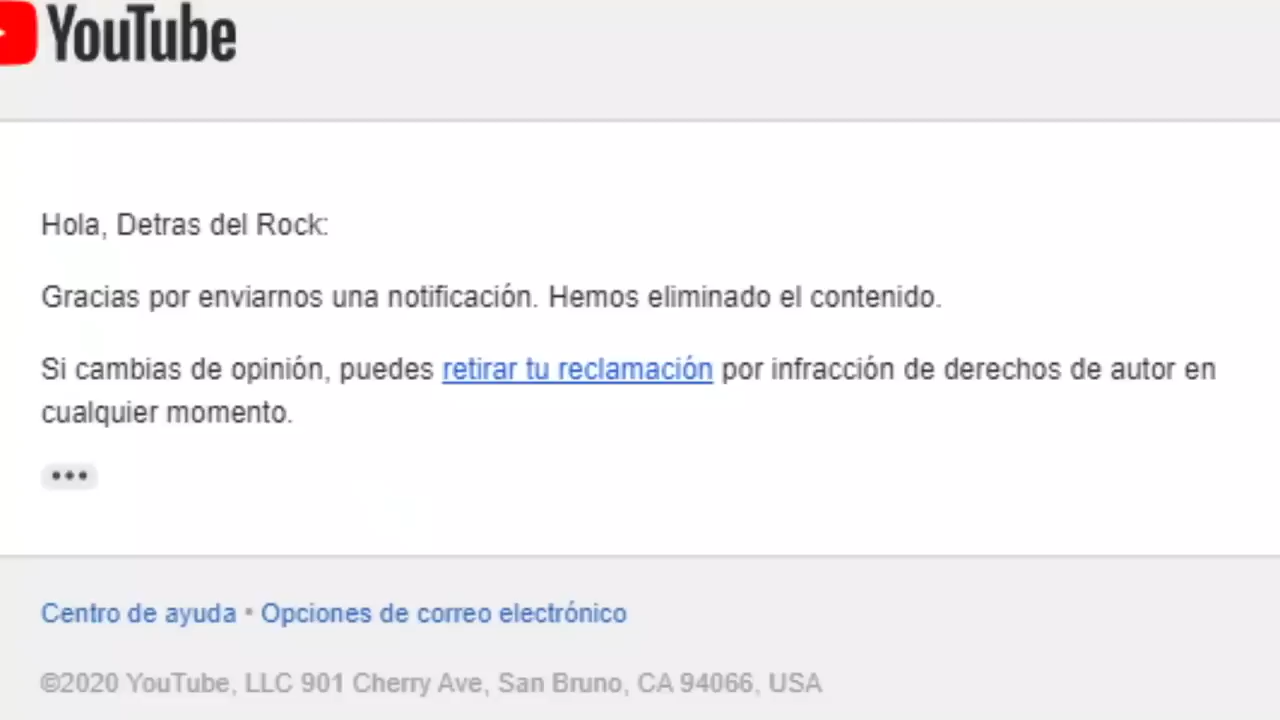 YouTube
Hola, Detras del Rock:
Gracias por enviarnos una notificación. Hemos eliminado el contenido.
Si cambias de opinión, puedes retirar tu reclamación por infracción de derechos de autor en
cualquier momento.
•••
Centro de ayuda • Opciones de correo electrónico
©2020 YouTube, LLC 901 Cherry Ave, San Bruno, CA 94066, USA